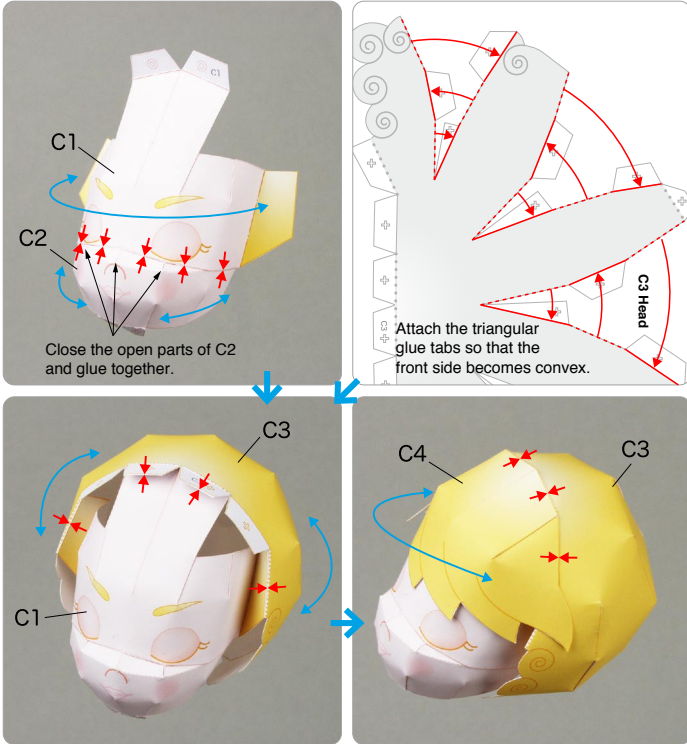 C1
C1
C2
Close the open parts of C2
and glue together.
C3 Head
C3
Attach the triangular
glue tabs so that the
front side becomes convex.
C3
C1
C4
C3